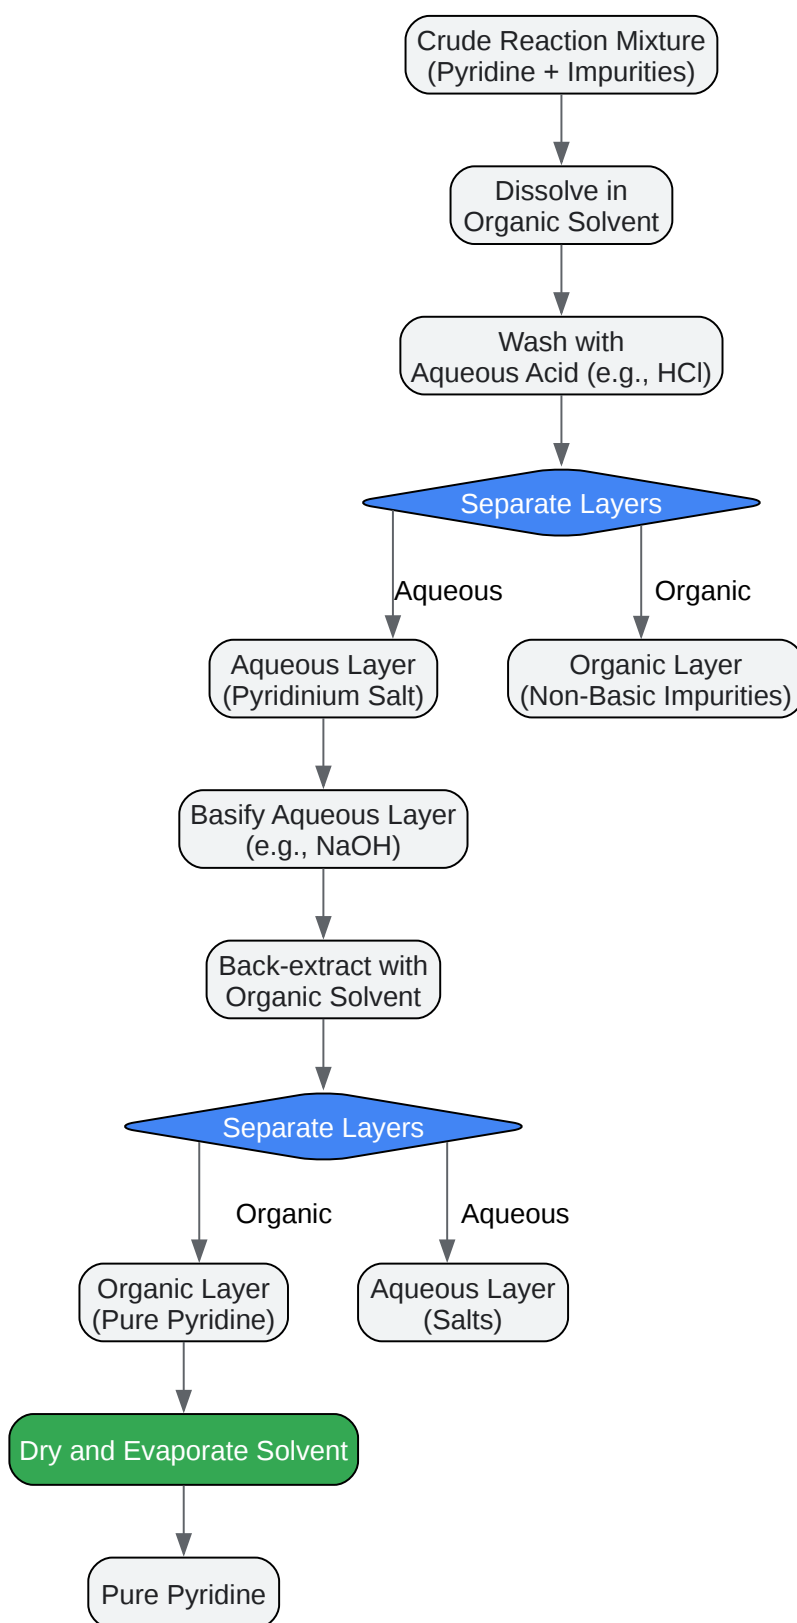 Crude Reaction Mixture
(Pyridine + Impurities)
Dissolve in
Organic Solvent
Wash with
Aqueous Acid (e.g., HCl)
Separate Layers
Aqueous
Organic
Aqueous Layer
(Pyridinium Salt)
Organic Layer
(Non-Basic Impurities)
Basify Aqueous Layer
(e.g., NaOH)
Back-extract with
Organic Solvent
Separate Layers
Organic
Aqueous
Organic Layer
(Pure Pyridine)
Aqueous Layer
(Salts)
Dry and Evaporate Solvent
Pure Pyridine